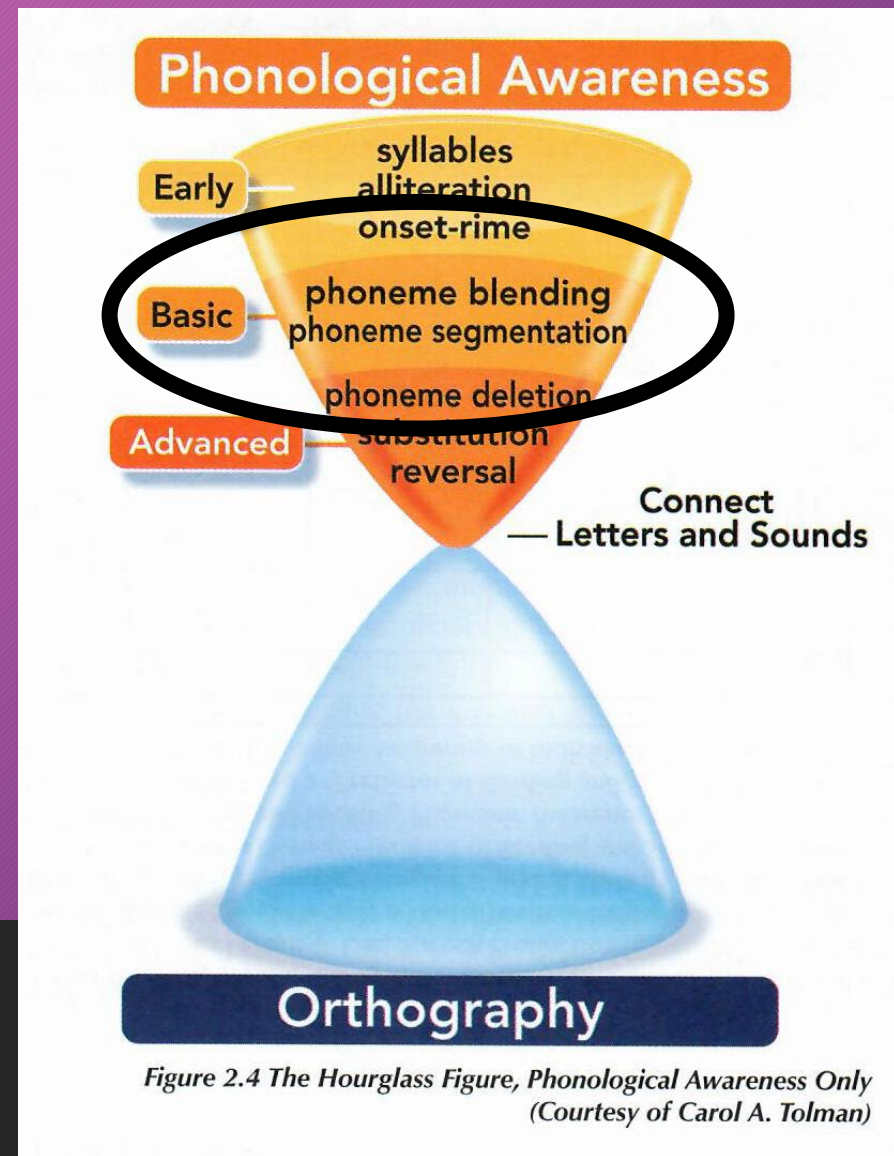 Phonological Awareness
Early
syllables
alliteration
onset-rime
Basic
phoneme blending
phoneme segmentation
phoneme deletion
Advanced
substitution
reversal
Connect
Letters and Sounds
Orthography
Figure 2.4 The Hourglass Figure, Phonological Awareness Only
(Courtesy of Carol A. Tolman)